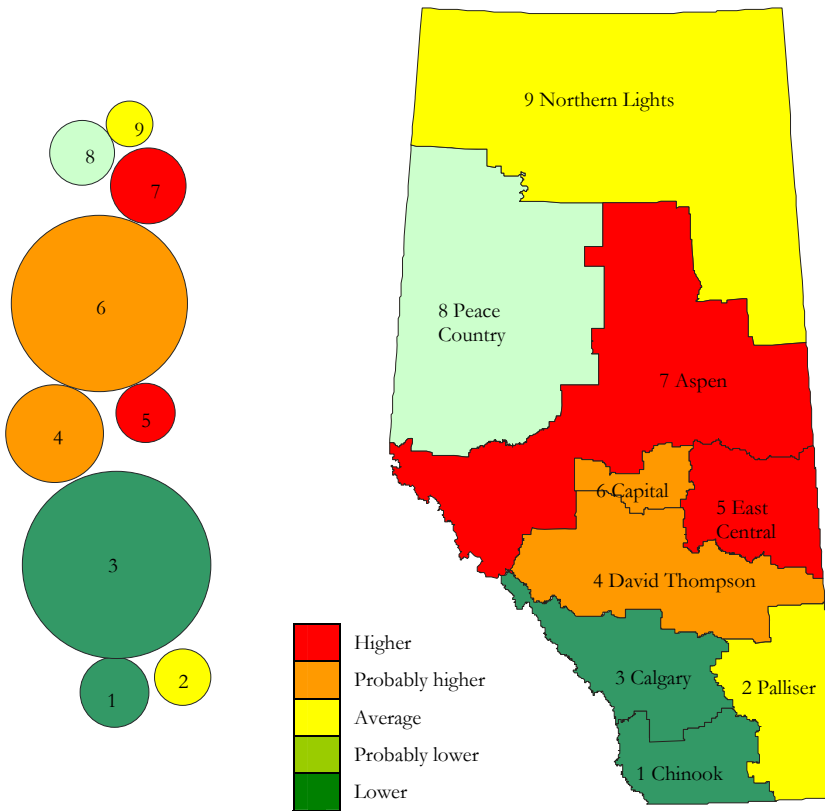 9
8
7
6
5
4
3
2
1
9 Northern Lights
8 Peace
Country
7 Aspen
6 Capital
5 East
Central
4 David Thompson
3 Calgary
2 Palliser
1 Chinook
Higher
Probably higher
Average
Probably lower
Lower